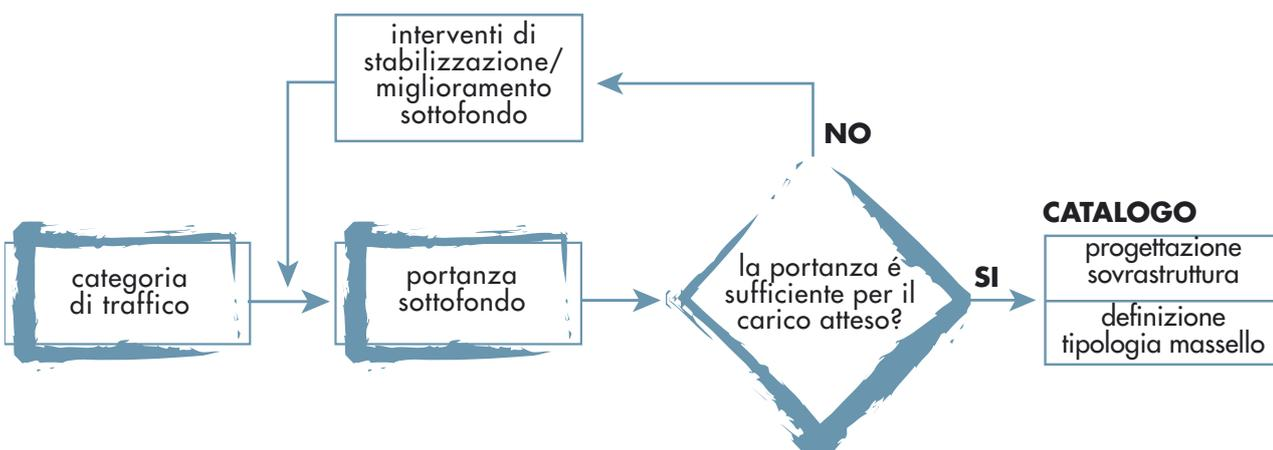 interventi di
stabilizzazione/
miglioramento
sottofondo
NO
categoria
di traffico
portanza
sottofondo
la portanza é
sufficiente per il
carico atteso?
SI
CATALOGO
progettazione
sovrastruttura
definizione
tipologia massello